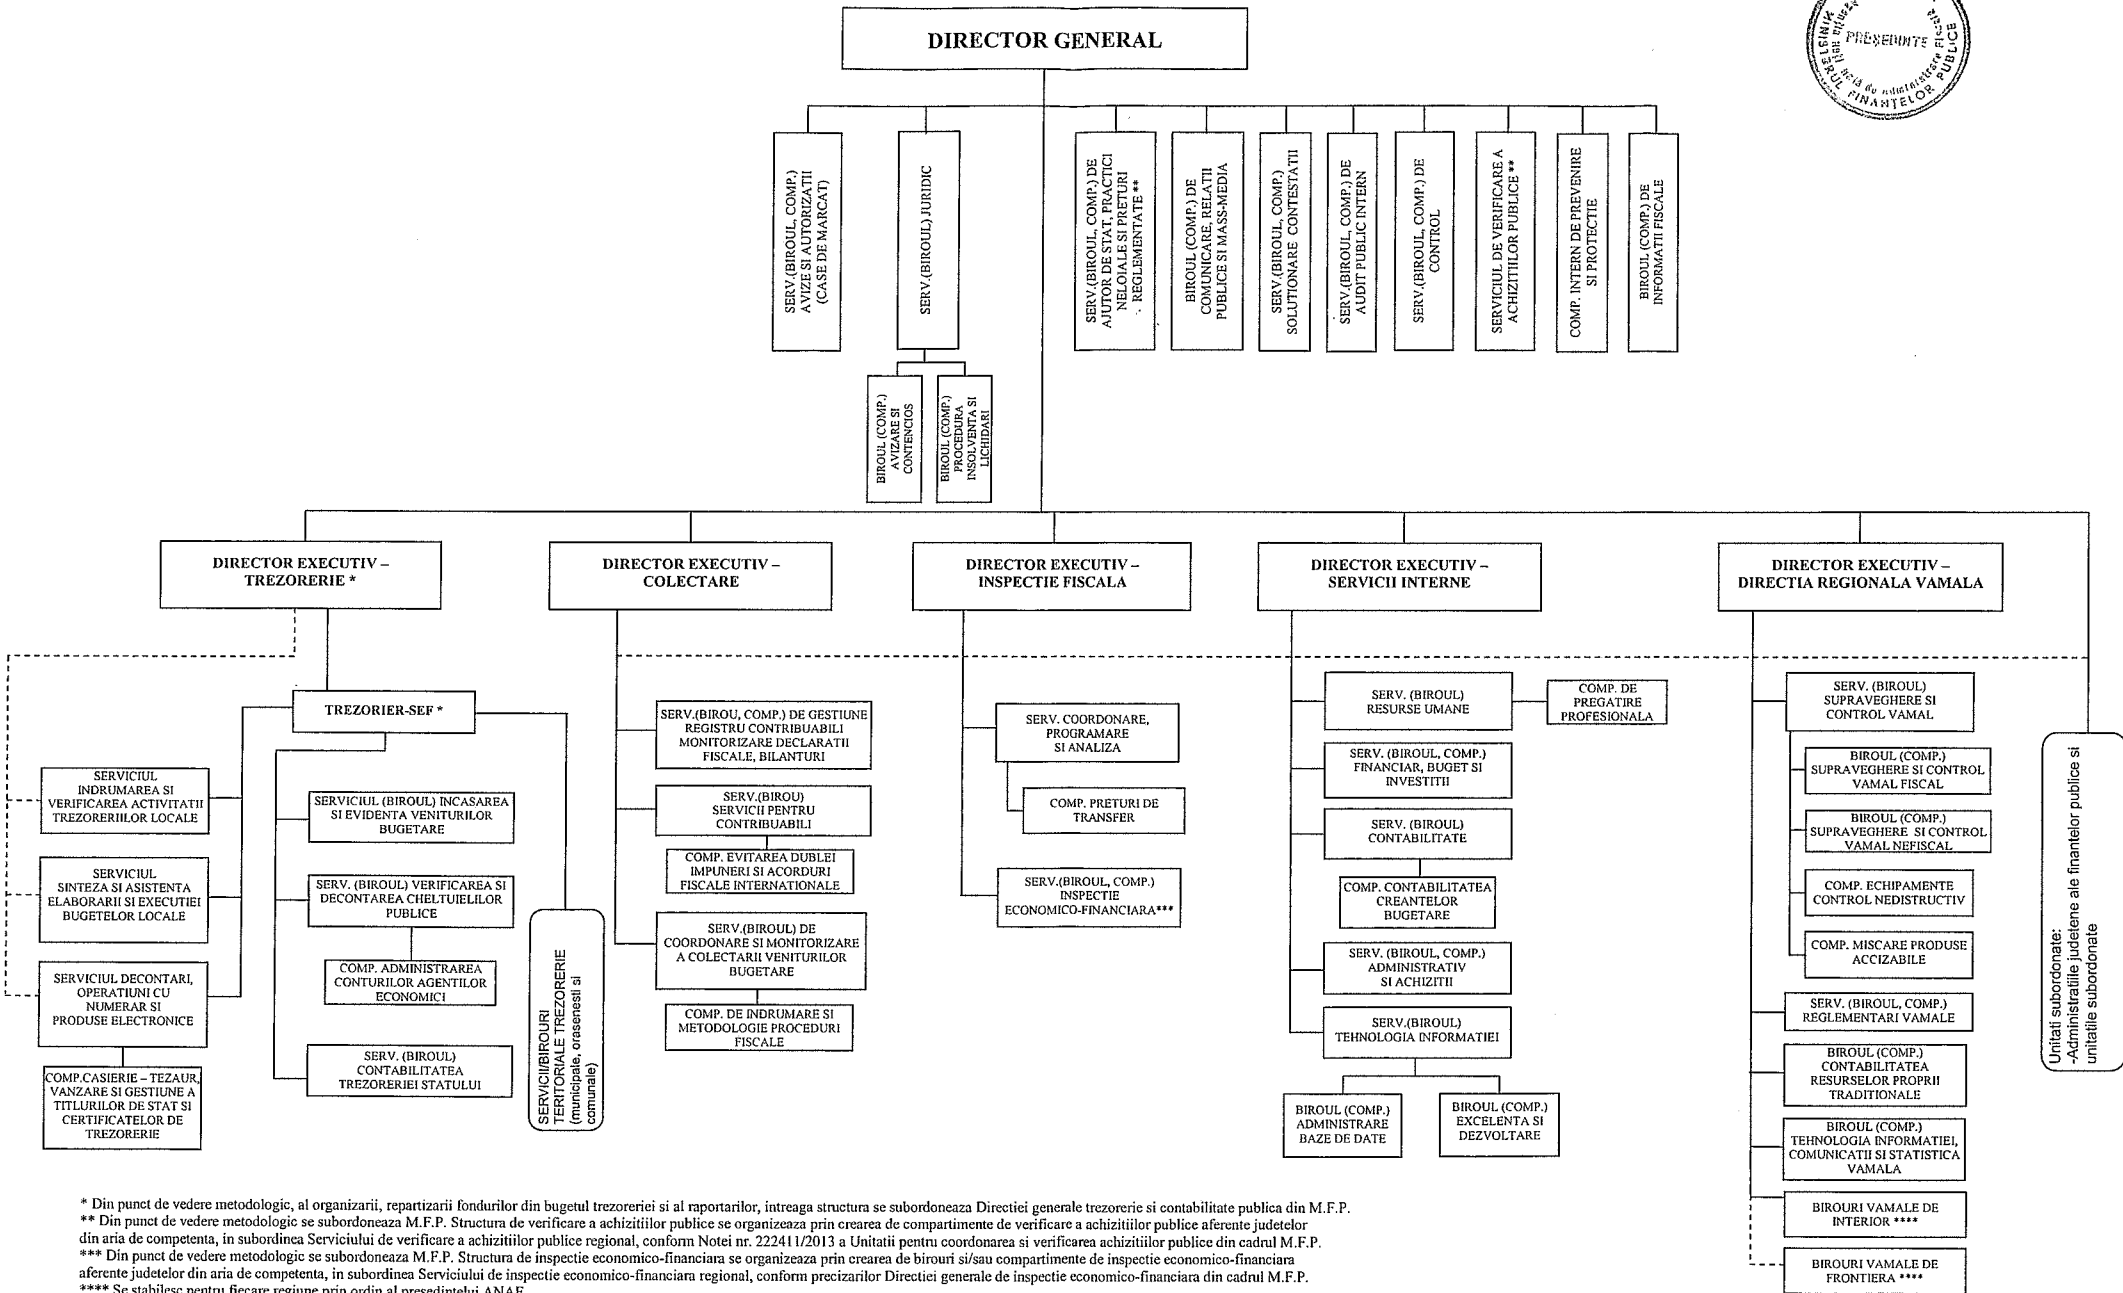 DIRECTOR GENERAL
MINISTERUL FINANTELOR PUBLICE
PREȘEDINTE
SERV.(BIROUL, COMP.)
AVIZE SI AUTORIZATII
(CASE DE MARCAT)
SERV.(BIROUL) JURIDIC
SERV.(BIROUL, COMP.) DE
AJUTOR DE STAT, PRACTICI
NELOIALE SI PRETURI
REGLEMENTATE **
BIROUL (COMP.) DE
COMUNICARE, RELATII
PUBLICE SI MASS-MEDIA
SERV.(BIROUL, COMP.)
SOLUTIONARE CONTESTATII
SERV.(BIROUL, COMP.) DE
AUDIT PUBLIC INTERN
SERV.(BIROUL, COMP.) DE
CONTROL
SERVICIUL DE VERIFICARE A
ACHIZITIILOR PUBLICE **
COMP. INTERN DE PREVENIRE
SI PROTECTIE
BIROUL (COMP.) DE
INFORMATII FISCALE
BIROUL (COMP.)
AVIZARE SI
CONTENCIOS
BIROUL (COMP.)
PROCEDURA
INSOLVENTA SI
LICHIDARI
DIRECTOR EXECUTIV –
TREZORERIE *
DIRECTOR EXECUTIV –
COLECTARE
DIRECTOR EXECUTIV –
INSPECTIE FISCALA
DIRECTOR EXECUTIV –
SERVICII INTERNE
DIRECTOR EXECUTIV –
DIRECTIA REGIONALA VAMALA
TREZORIER-SEF *
SERVICIUL
INDRUMAREA SI
VERIFICAREA ACTIVITATII
TREZORERIILOR LOCALE
SERVICIUL
SINTEZA SI ASISTENTA
ELABORARII SI EXECUTIEI
BUGETELOR LOCALE
SERVICIUL DECONTARI,
OPERATIUNI CU
NUMERAR SI
PRODUSE ELECTRONICE
COMP.CASIERIE – TEZAUR,
VANZARE SI GESTIUNE A
TITLURILOR DE STAT SI
CERTIFICATELOR DE
TREZORERIE
SERVICIUL (BIROUL) INCASAREA
SI EVIDENTA VENITURILOR
BUGETARE
SERV. (BIROUL) VERIFICAREA SI
DECONTAREA CHELTUIELILOR
PUBLICE
COMP. ADMINISTRAREA
CONTURILOR AGENTILOR
ECONOMICI
SERV. (BIROUL)
CONTABILITATEA
TREZORERIEI STATULUI
SERVICII/BIROURI
TERITORIALE TREZORERIE
(municipale, orasenesti si
comunale)
SERV.(BIROU, COMP.) DE GESTIUNE
REGISTRU CONTRIBUABILI
MONITORIZARE DECLARATII
FISCALE, BILANTURI
SERV.(BIROU)
SERVICII PENTRU
CONTRIBUABILI
COMP. EVITAREA DUBLEI
IMPUNERI SI ACORDURI
FISCALE INTERNATIONALE
SERV.(BIROUL) DE
COORDONARE SI MONITORIZARE
A COLECTARII VENITURILOR
BUGETARE
COMP. DE INDRUMARE SI
METODOLOGIE PROCEDURI
FISCALE
SERV. COORDONARE,
PROGRAMARE
SI ANALIZA
COMP. PRETURI DE
TRANSFER
SERV.(BIROUL, COMP.)
INSPECTIE
ECONOMICO-FINANCIARA***
SERV. (BIROUL)
RESURSE UMANE
COMP. DE
PREGATIRE
PROFESIONALA
SERV. (BIROUL, COMP.)
FINANCIAR, BUGET SI
INVESTITII
SERV. (BIROUL)
CONTABILITATE
COMP. CONTABILITATEA
CREANTELOR
BUGETARE
SERV. (BIROUL, COMP.)
ADMINISTRATIV
SI ACHIZITII
SERV.(BIROUL)
TEHNOLOGIA INFORMATIEI
BIROUL (COMP.)
ADMINISTRARE
BAZE DE DATE
BIROUL (COMP.)
EXCELENTA SI
DEZVOLTARE
SERV. (BIROUL)
SUPRAVEGHERE SI
CONTROL VAMAL
BIROUL (COMP.)
SUPRAVEGHERE SI CONTROL
VAMAL FISCAL
BIROUL (COMP.)
SUPRAVEGHERE SI CONTROL
VAMAL NEFISCAL
COMP. ECHIPAMENTE
CONTROL NEDISTRUCTIV
COMP. MISCARE PRODUSE
ACCIZABILE
SERV. (BIROUL, COMP.)
REGLEMENTARI VAMALE
BIROUL (COMP.)
CONTABILITATEA
RESURSELOR PROPRII
TRADITIONALE
BIROUL (COMP.)
TEHNOLOGIA INFORMATIEI,
COMUNICATII SI STATISTICA
VAMALA
BIROURI VAMALE DE
INTERIOR ****
BIROURI VAMALE DE
FRONTIERA ****
Unitati subordonate:
-Administratiile judetene ale finantelor publice si
unitatile subordonate
* Din punct de vedere metodologic, al organizarii, repartizarii fondurilor din bugetul trezoreriei si al raportarilor, intreaga structura se subordoneaza Directiei generale trezorerie si contabilitate publica din M.F.P.
** Din punct de vedere metodologic se subordoneaza M.F.P. Structura de verificare a achizitiilor publice se organizeaza prin crearea de compartimente de verificare a achizitiilor publice aferente judetelor
din aria de competenta, in subordinea Serviciului de verificare a achizitiilor publice regional, conform Notei nr. 222411/2013 a Unitatii pentru coordonarea si verificarea achizitiilor publice din cadrul M.F.P.
*** Din punct de vedere metodologic se subordoneaza M.F.P. Structura de inspectie economico-financiara se organizeaza prin crearea de birouri si/sau compartimente de inspectie economico-financiara
aferente judetelor din aria de competenta, in subordinea Serviciului de inspectie economico-financiara regional, conform precizarilor Directiei generale de inspectie economico-financiara din cadrul M.F.P.
**** Se stabilesc pentru fiecare regiune prin ordin al presedintelui ANAF